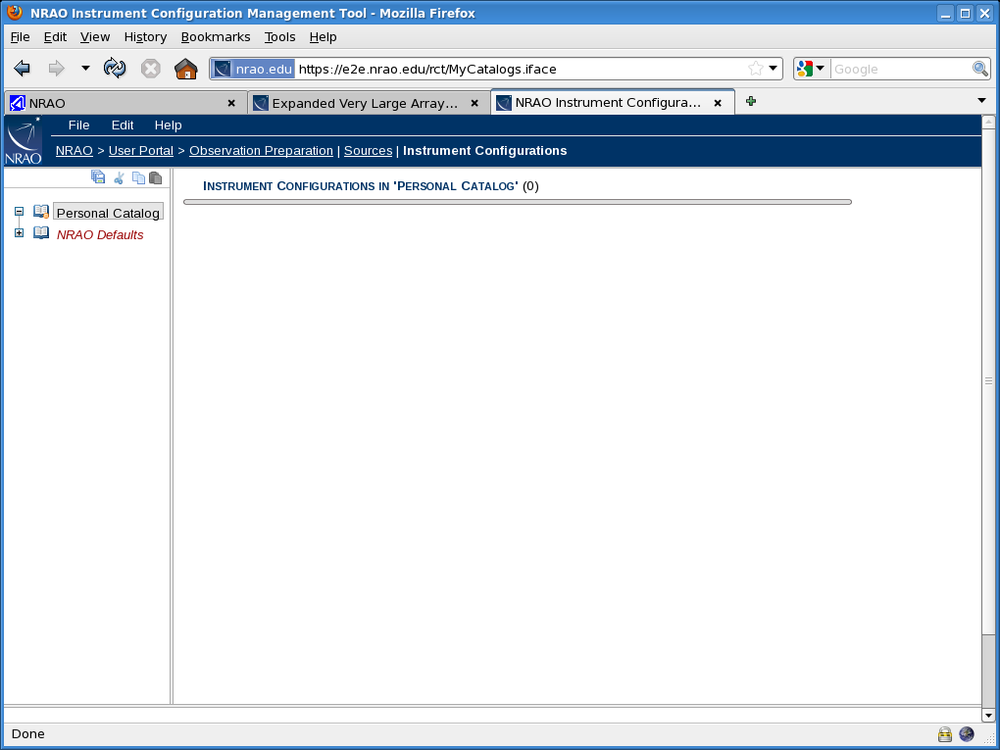 NRAO Instrument Configuration Management Tool - Mozilla Firefox
File Edit View History Bookmarks Tools Help
nrao.edu https://e2e.nrao.edu/rct/MyCatalogs.iface Google
NRAO Expanded Very Large Array... NRAO Instrument Configura...
NRAO
File Edit Help
NRAO > User Portal > Observation Preparation | Sources | Instrument Configurations
INSTRUMENT CONFIGURATIONS IN 'PERSONAL CATALOG' (0)
Personal Catalog
NRAO Defaults
Done